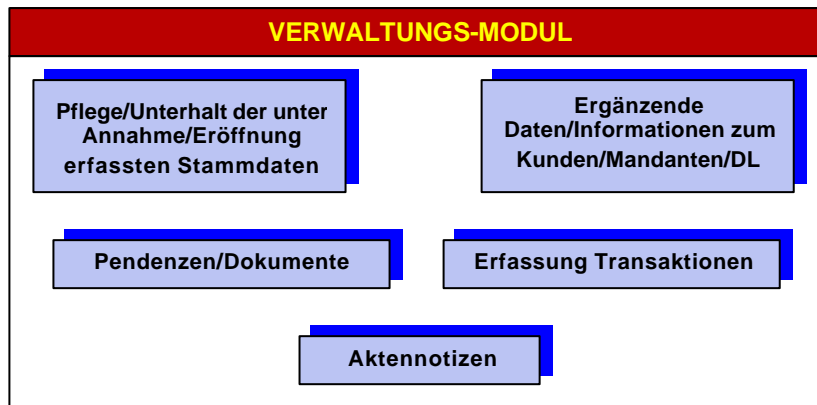 VERWALTUNGS-MODUL
Pflege/Unterhalt der unter
Annahme/Eröffnung
erfassten Stammdaten
Ergänzende
Daten/Informationen zum
Kunden/Mandanten/DL
Pendenzen/Dokumente
Erfassung Transaktionen
Aktennotizen